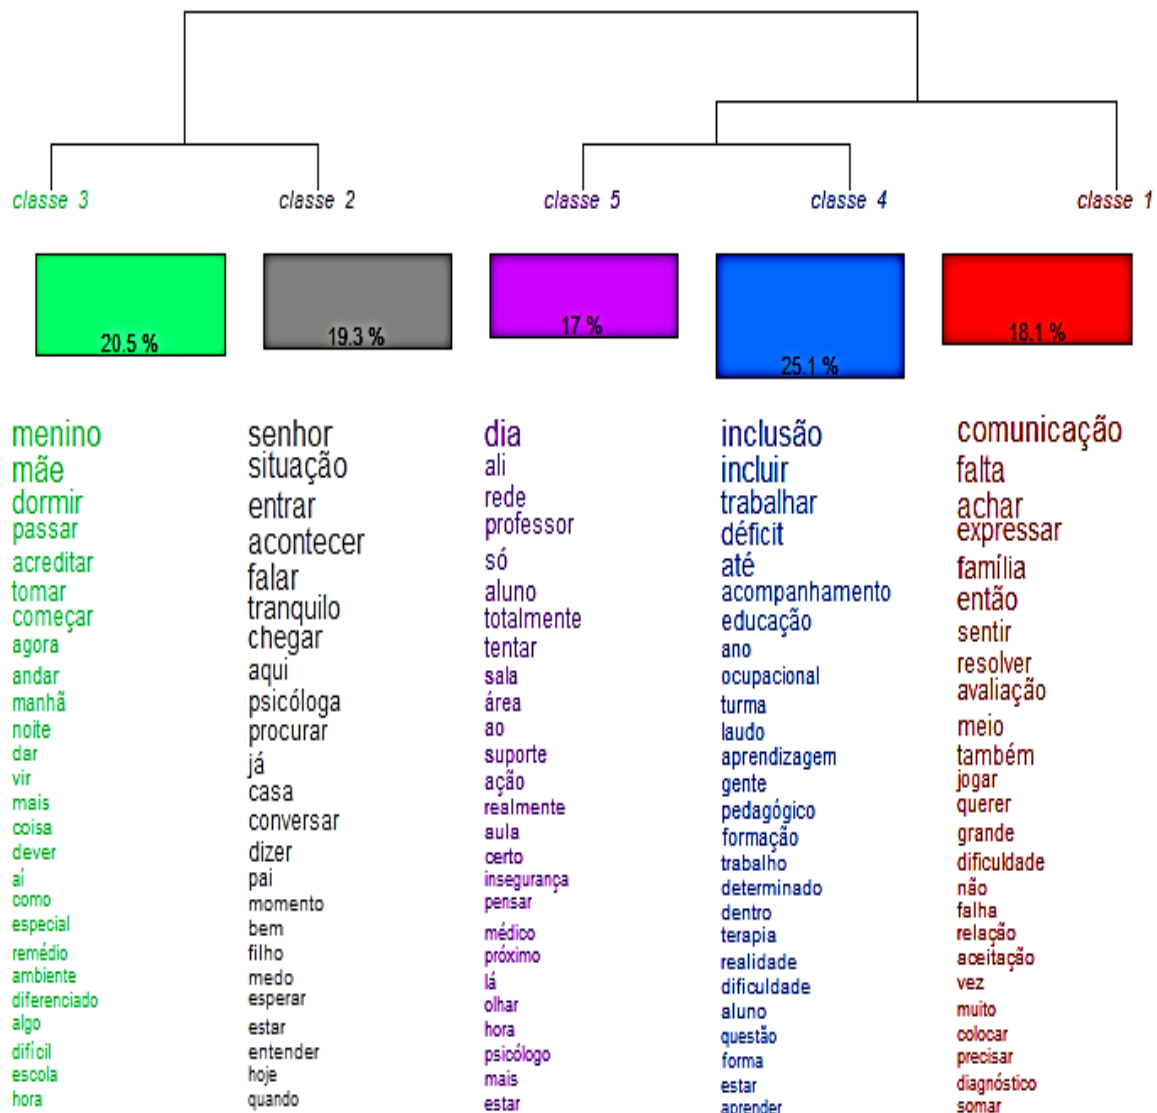 classe 3
classe 2
classe 5
classe 4
classe 1
20.5 %
19.3 %
17 %
25.1 %
18.1 %
menino
mãe
dormir
passar
acreditar
tomar
começar
agora
andar
manhã
noite
dar
vir
mais
coisa
dever
aí
como
especial
remédio
ambiente
diferenciado
algo
difícil
escola
hora
senhor
situação
entrar
acontecer
falar
tranquilo
chegar
aqui
psicóloga
procurar
já
casa
conversar
dizer
pai
momento
bem
filho
medo
esperar
estar
entender
hoje
quando
dia
ali
rede
professor
só
aluno
totalmente
tentar
sala
área
ao
suporte
ação
realmente
aula
certo
insegurança
pensar
médico
próximo
lá
olhar
hora
psicólogo
mais
estar
inclusão
incluir
trabalhar
déficit
até
acompanhamento
educação
ano
ocupacional
turma
laudo
aprendizagem
gente
pedagógico
formação
trabalho
determinado
dentro
terapia
realidade
dificuldade
aluno
questão
forma
estar
aprender
comunicação
falta
achar
expressar
família
então
sentir
resolver
avaliação
meio
também
jogar
querer
grande
dificuldade
não
falha
relação
aceitação
vez
muito
colocar
precisar
diagnóstico
somar